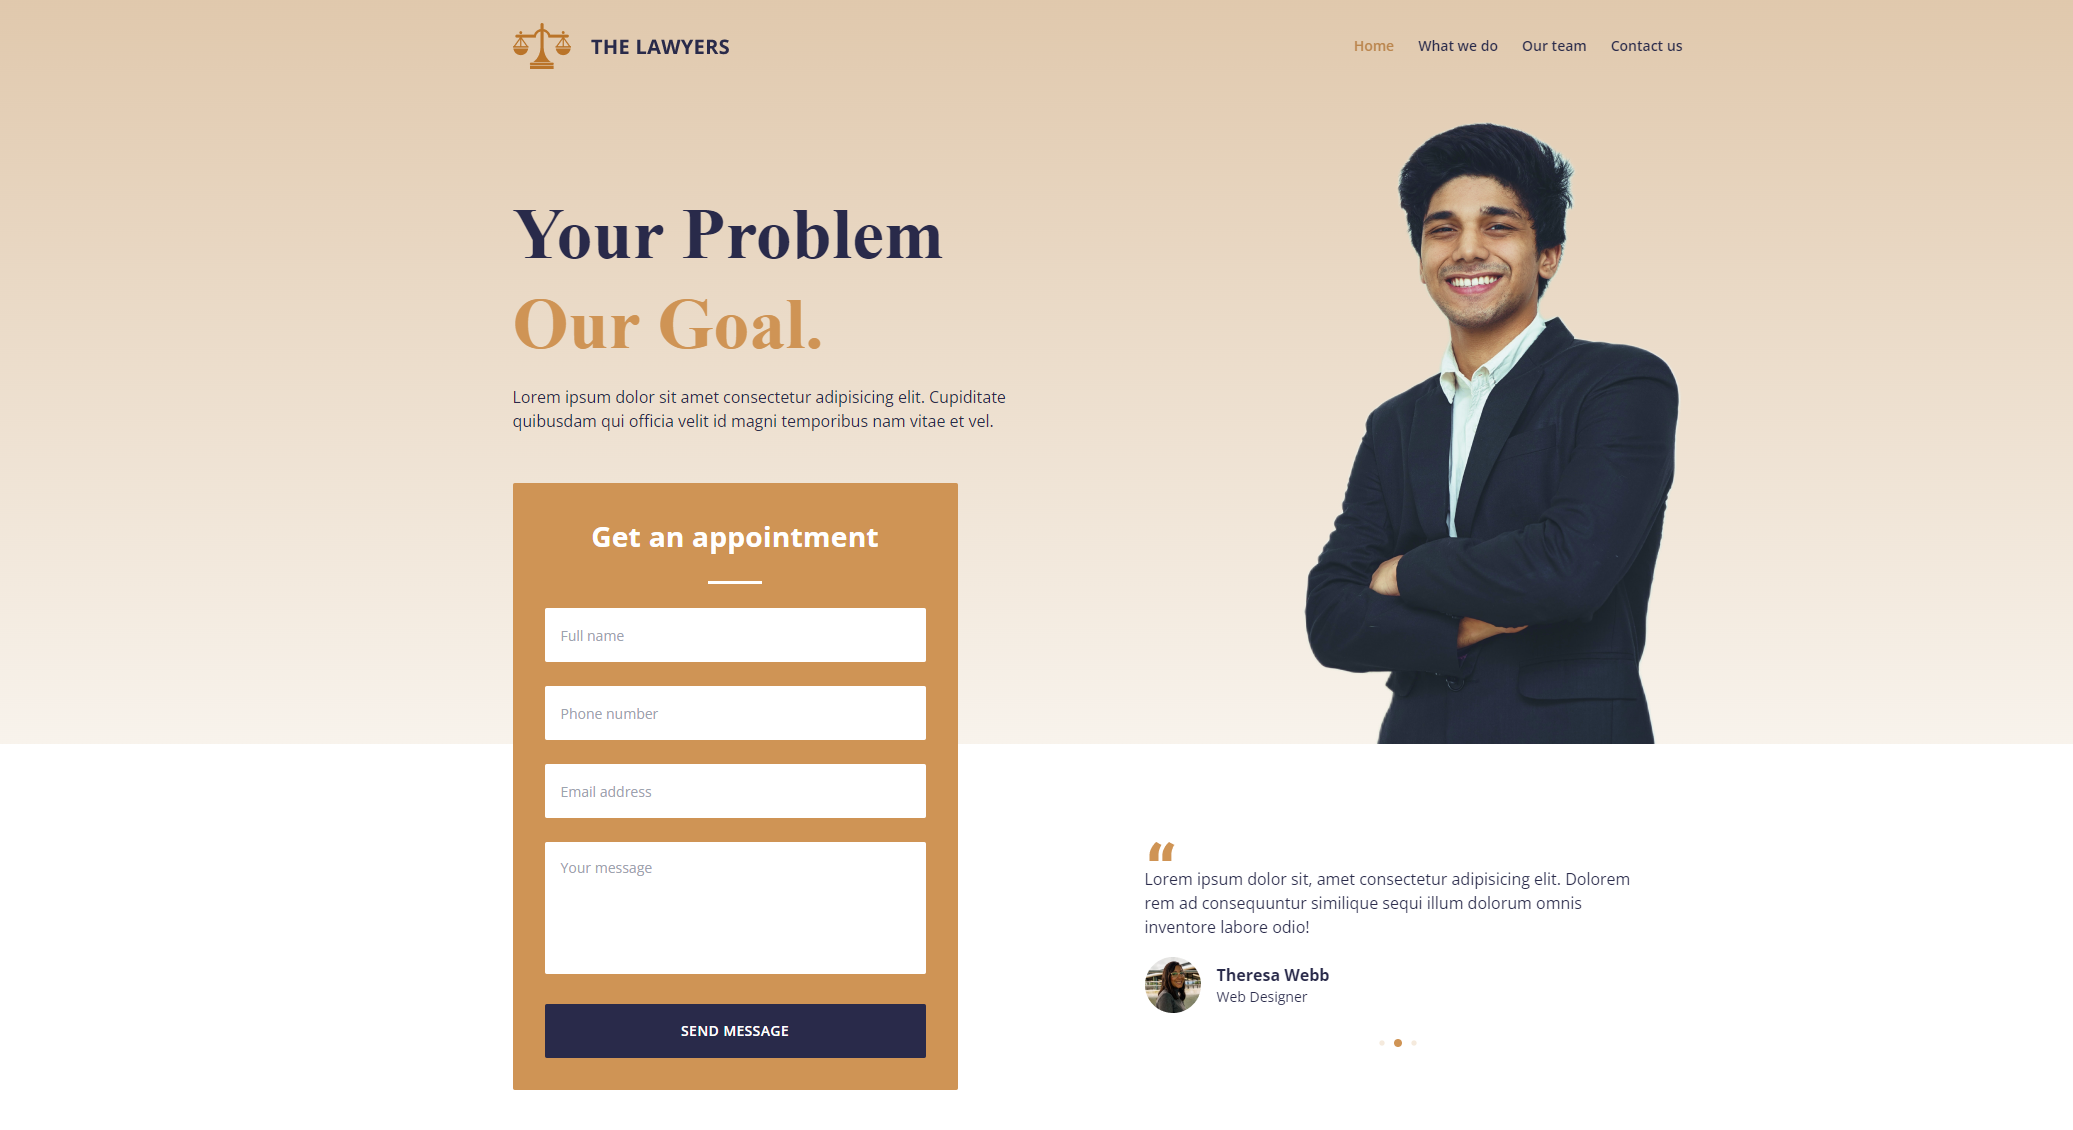 THE LAWYERS
Home
What we do
Our team
Contact us
Your Problem
Our Goal.
Lorem ipsum dolor sit amet consectetur adipisicing elit. Cupiditate
quibusdam qui officia velit id magni temporibus nam vitae et vel.
Get an appointment
Full name
Phone number
Email address
Your message
SEND MESSAGE
“
Lorem ipsum dolor sit, amet consectetur adipisicing elit. Dolorem
rem ad consequuntur similique sequi illum dolorum omnis
inventore labore odio!
Theresa Webb
Web Designer